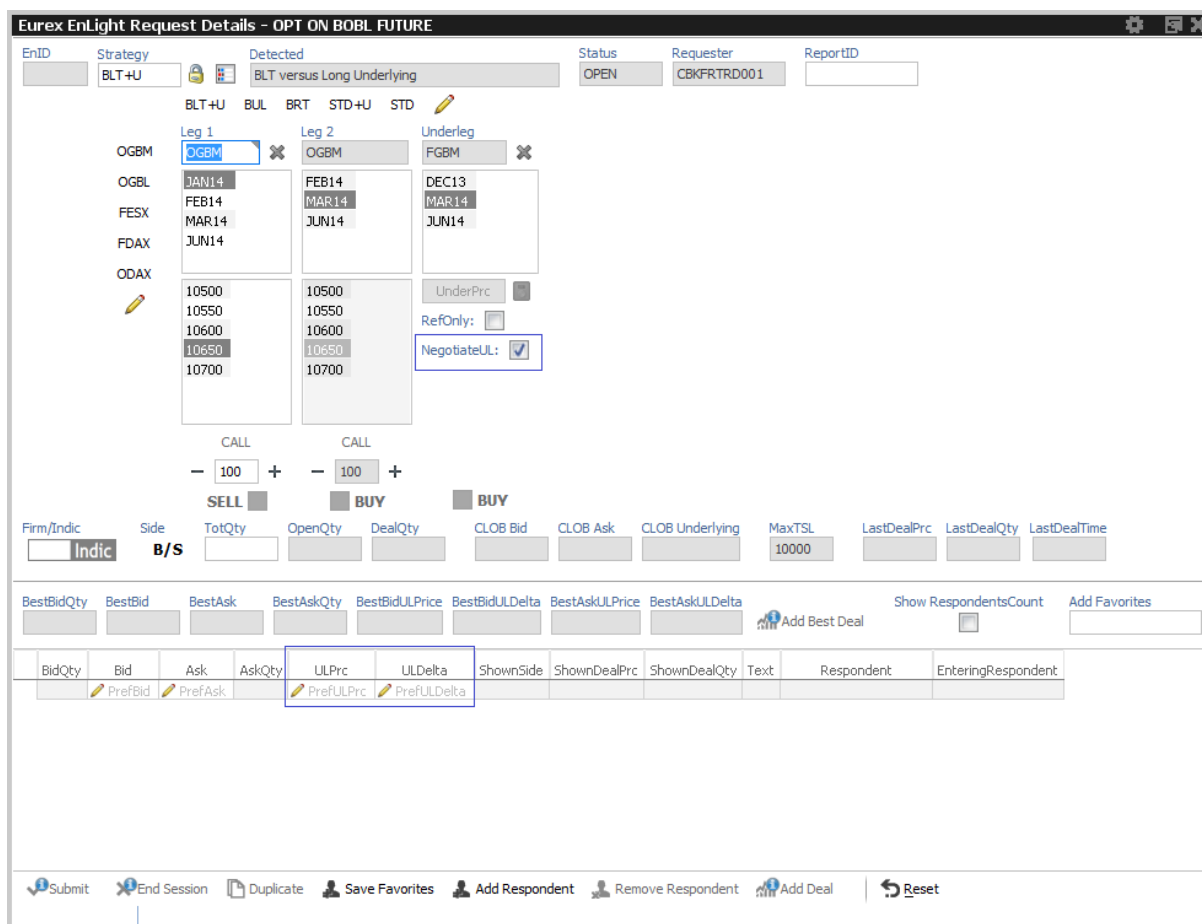 Eurex EnLight Request Details - OPT ON BOBL FUTURE
EnID Strategy Detected Status Requester ReportID
BLT+U BLT versus Long Underlying OPEN CBKFRTRD001
BLT+U BUL BRT STD+U STD
Leg 1 Leg 2 Underleg
OGBM OGBM OGBM FGBM
OGBL JAN14 FEB14 DEC13
FEB14 MAR14 MAR14
FESX MAR14 JUN14 JUN14
FDAX JUN14
ODAX
10500 10500 UnderPrc
10550 10550
10600 10600 RefOnly:
10650 10650 NegotiateUL:
10700 10700
CALL CALL
− 100 + − 100 +
SELL BUY BUY
Firm/Indic Side TotQty OpenQty DealQty CLOB Bid CLOB Ask CLOB Underlying MaxTSL LastDealPrc LastDealQty LastDealTime
Indic B/S 10000
BestBidQty BestBid BestAsk BestAskQty BestBidULPrice BestBidULDelta BestAskULPrice BestAskULDelta Add Best Deal Show RespondentsCount Add Favorites
BidQty Bid Ask AskQty ULPrc ULDelta ShownSide ShownDealPrc ShownDealQty Text Respondent EnteringRespondent
PrefBid PrefAsk PrefULPrc PrefULDelta
Submit End Session Duplicate Save Favorites Add Respondent Remove Respondent Add Deal Reset